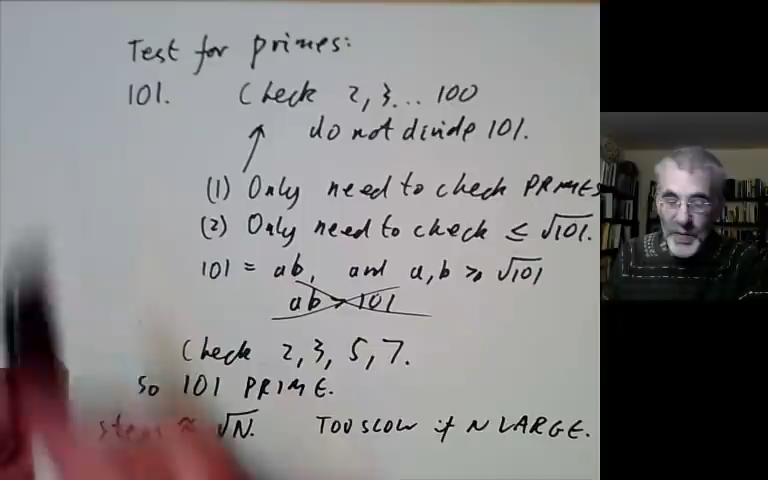 Test for primes:
101. Check 2, 3... 100
do not divide 101.
(1) Only need to check PRIMES
(2) Only need to check ≤ √101.
101 = ab, and a, b > √101
ab > 101
Check 2, 3, 5, 7.
So 101 PRIME.
steps ≈ √N. TOO SLOW if N LARGE.